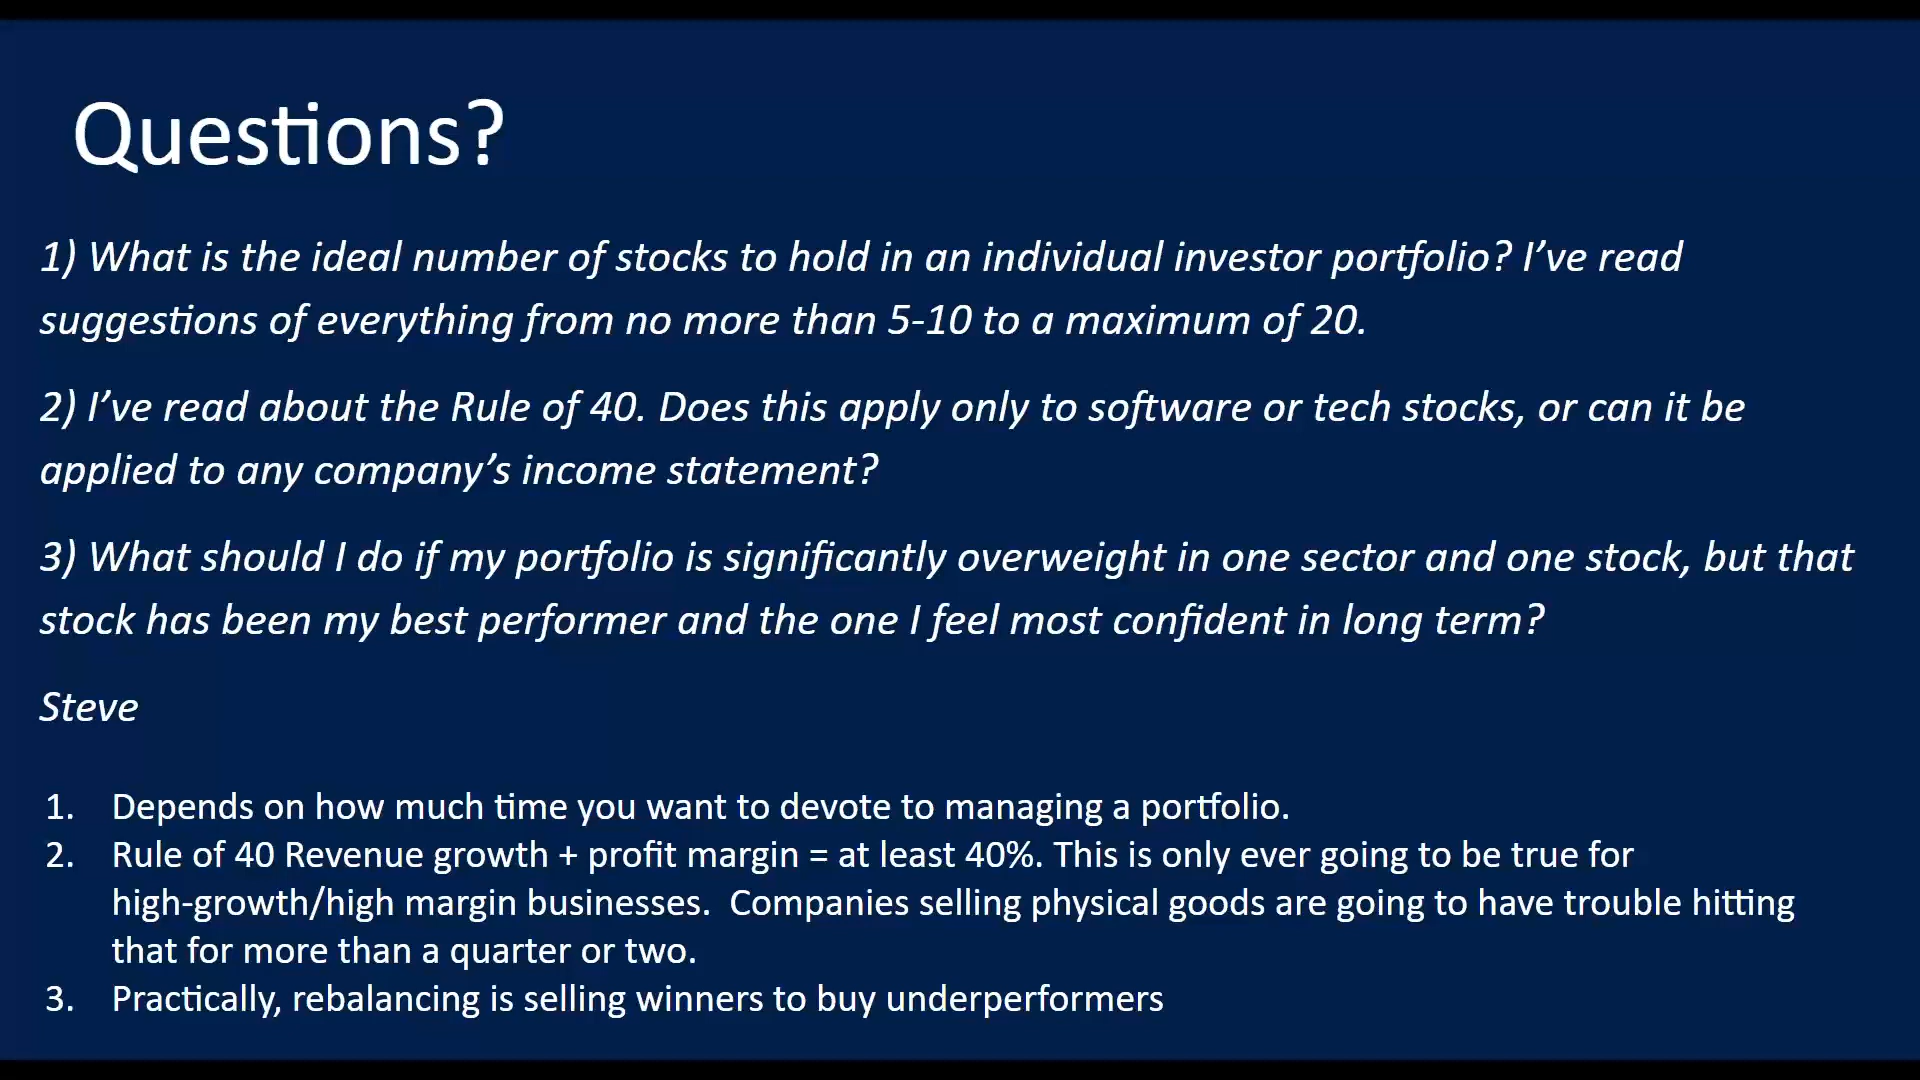 Questions?
1) What is the ideal number of stocks to hold in an individual investor portfolio? I’ve read
suggestions of everything from no more than 5-10 to a maximum of 20.
2) I’ve read about the Rule of 40. Does this apply only to software or tech stocks, or can it be
applied to any company’s income statement?
3) What should I do if my portfolio is significantly overweight in one sector and one stock, but that
stock has been my best performer and the one I feel most confident in long term?
Steve
1. Depends on how much time you want to devote to managing a portfolio.
2. Rule of 40 Revenue growth + profit margin = at least 40%. This is only ever going to be true for
high-growth/high margin businesses.  Companies selling physical goods are going to have trouble hitting
that for more than a quarter or two.
3. Practically, rebalancing is selling winners to buy underperformers